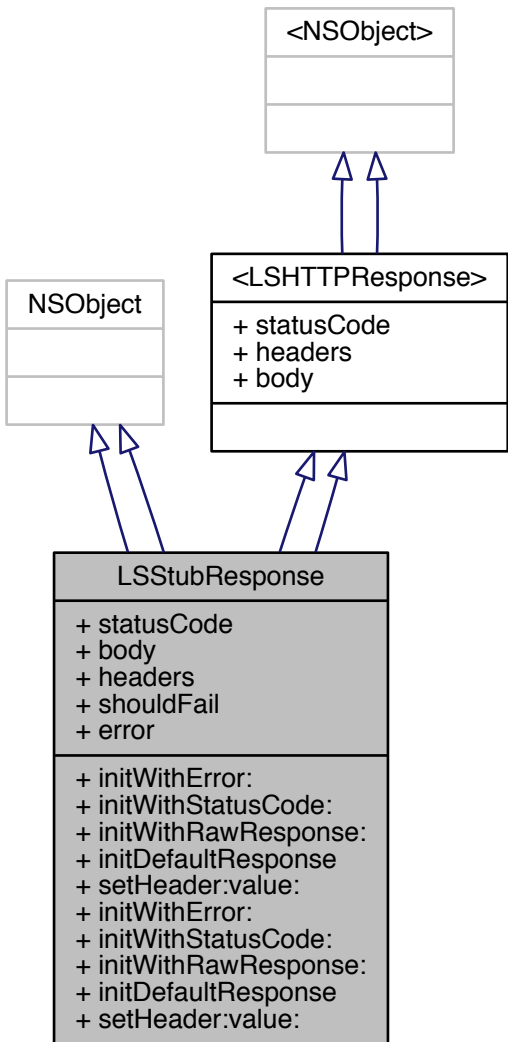 <NSObject>
<LSHTTPResponse>
+ statusCode
+ headers
+ body
NSObject
LSStubResponse
+ statusCode
+ body
+ headers
+ shouldFail
+ error
+ initWithError:
+ initWithStatusCode:
+ initWithRawResponse:
+ initDefaultResponse
+ setHeader:value:
+ initWithError:
+ initWithStatusCode:
+ initWithRawResponse:
+ initDefaultResponse
+ setHeader:value: